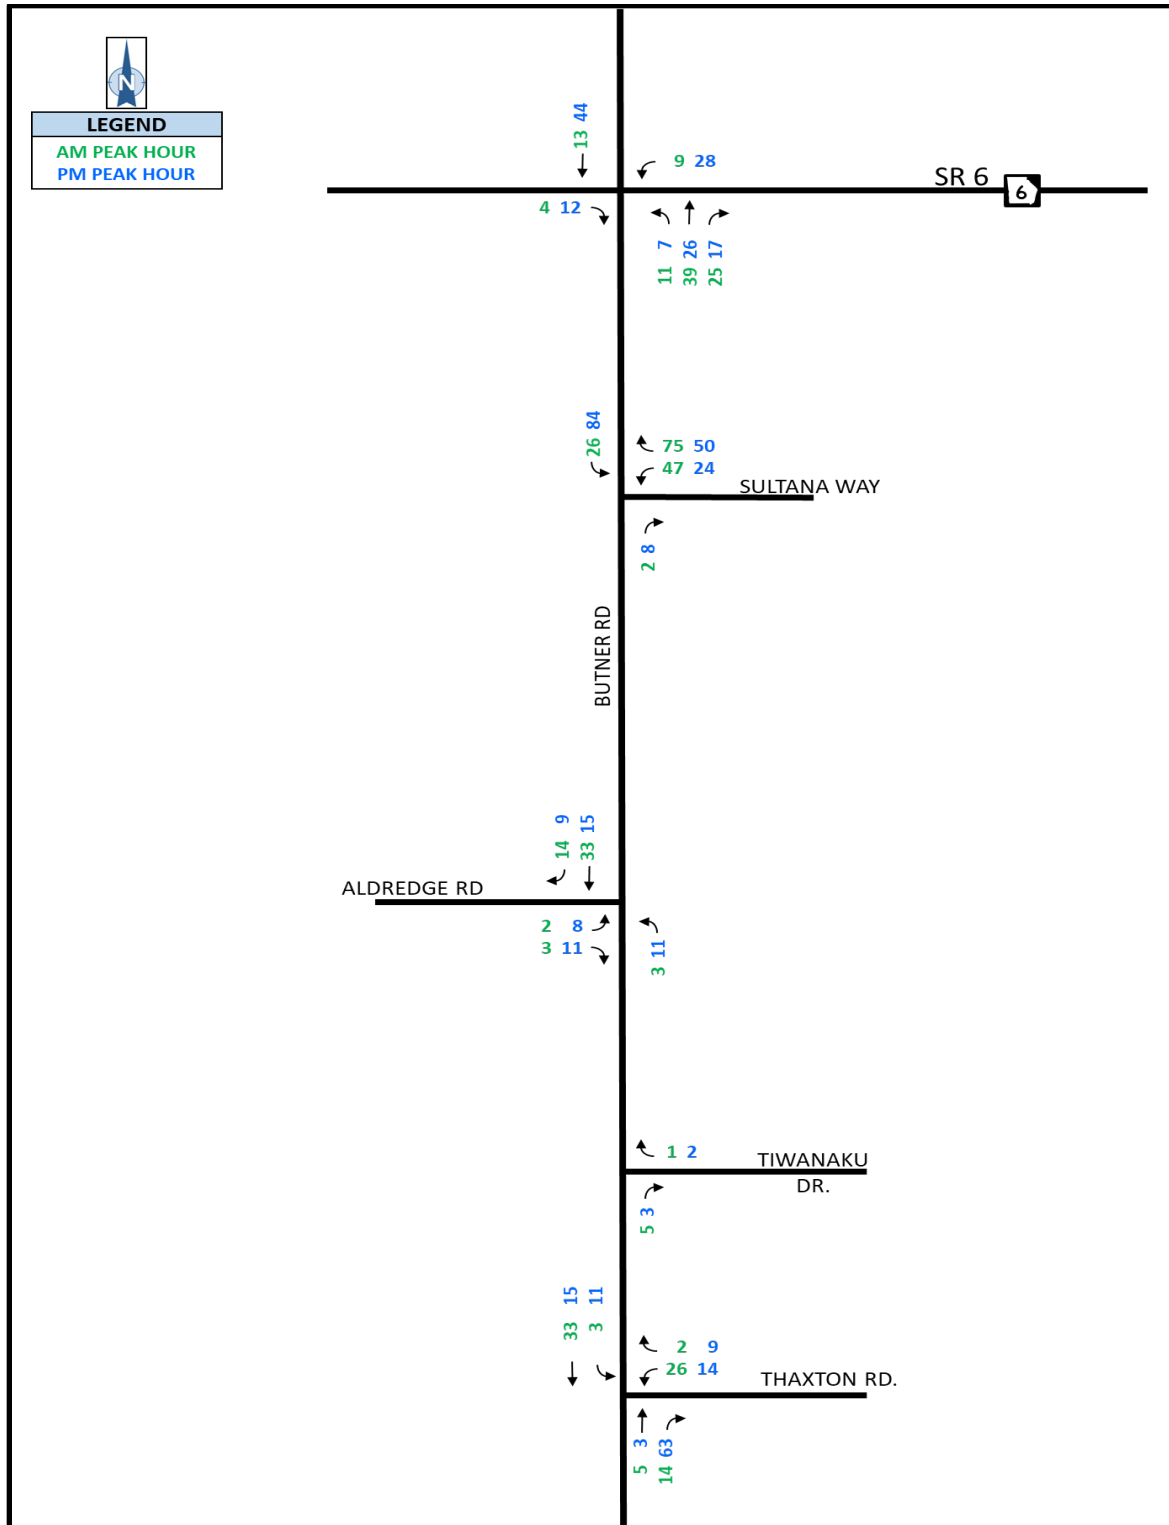 N
LEGEND
AM PEAK HOUR
PM PEAK HOUR
13 44
9 28
SR 6
6
4 12
11 7
39 26
25 17
26 84
75 50
47 24
SULTANA WAY
2 8
BUTNER RD
14 9
33 15
ALDREDGE RD
2 8
3 11
3 11
1 2
TIWANAKU
DR.
5 3
33 15
3 11
2 9
26 14
THAXTON RD.
5 3
14 63